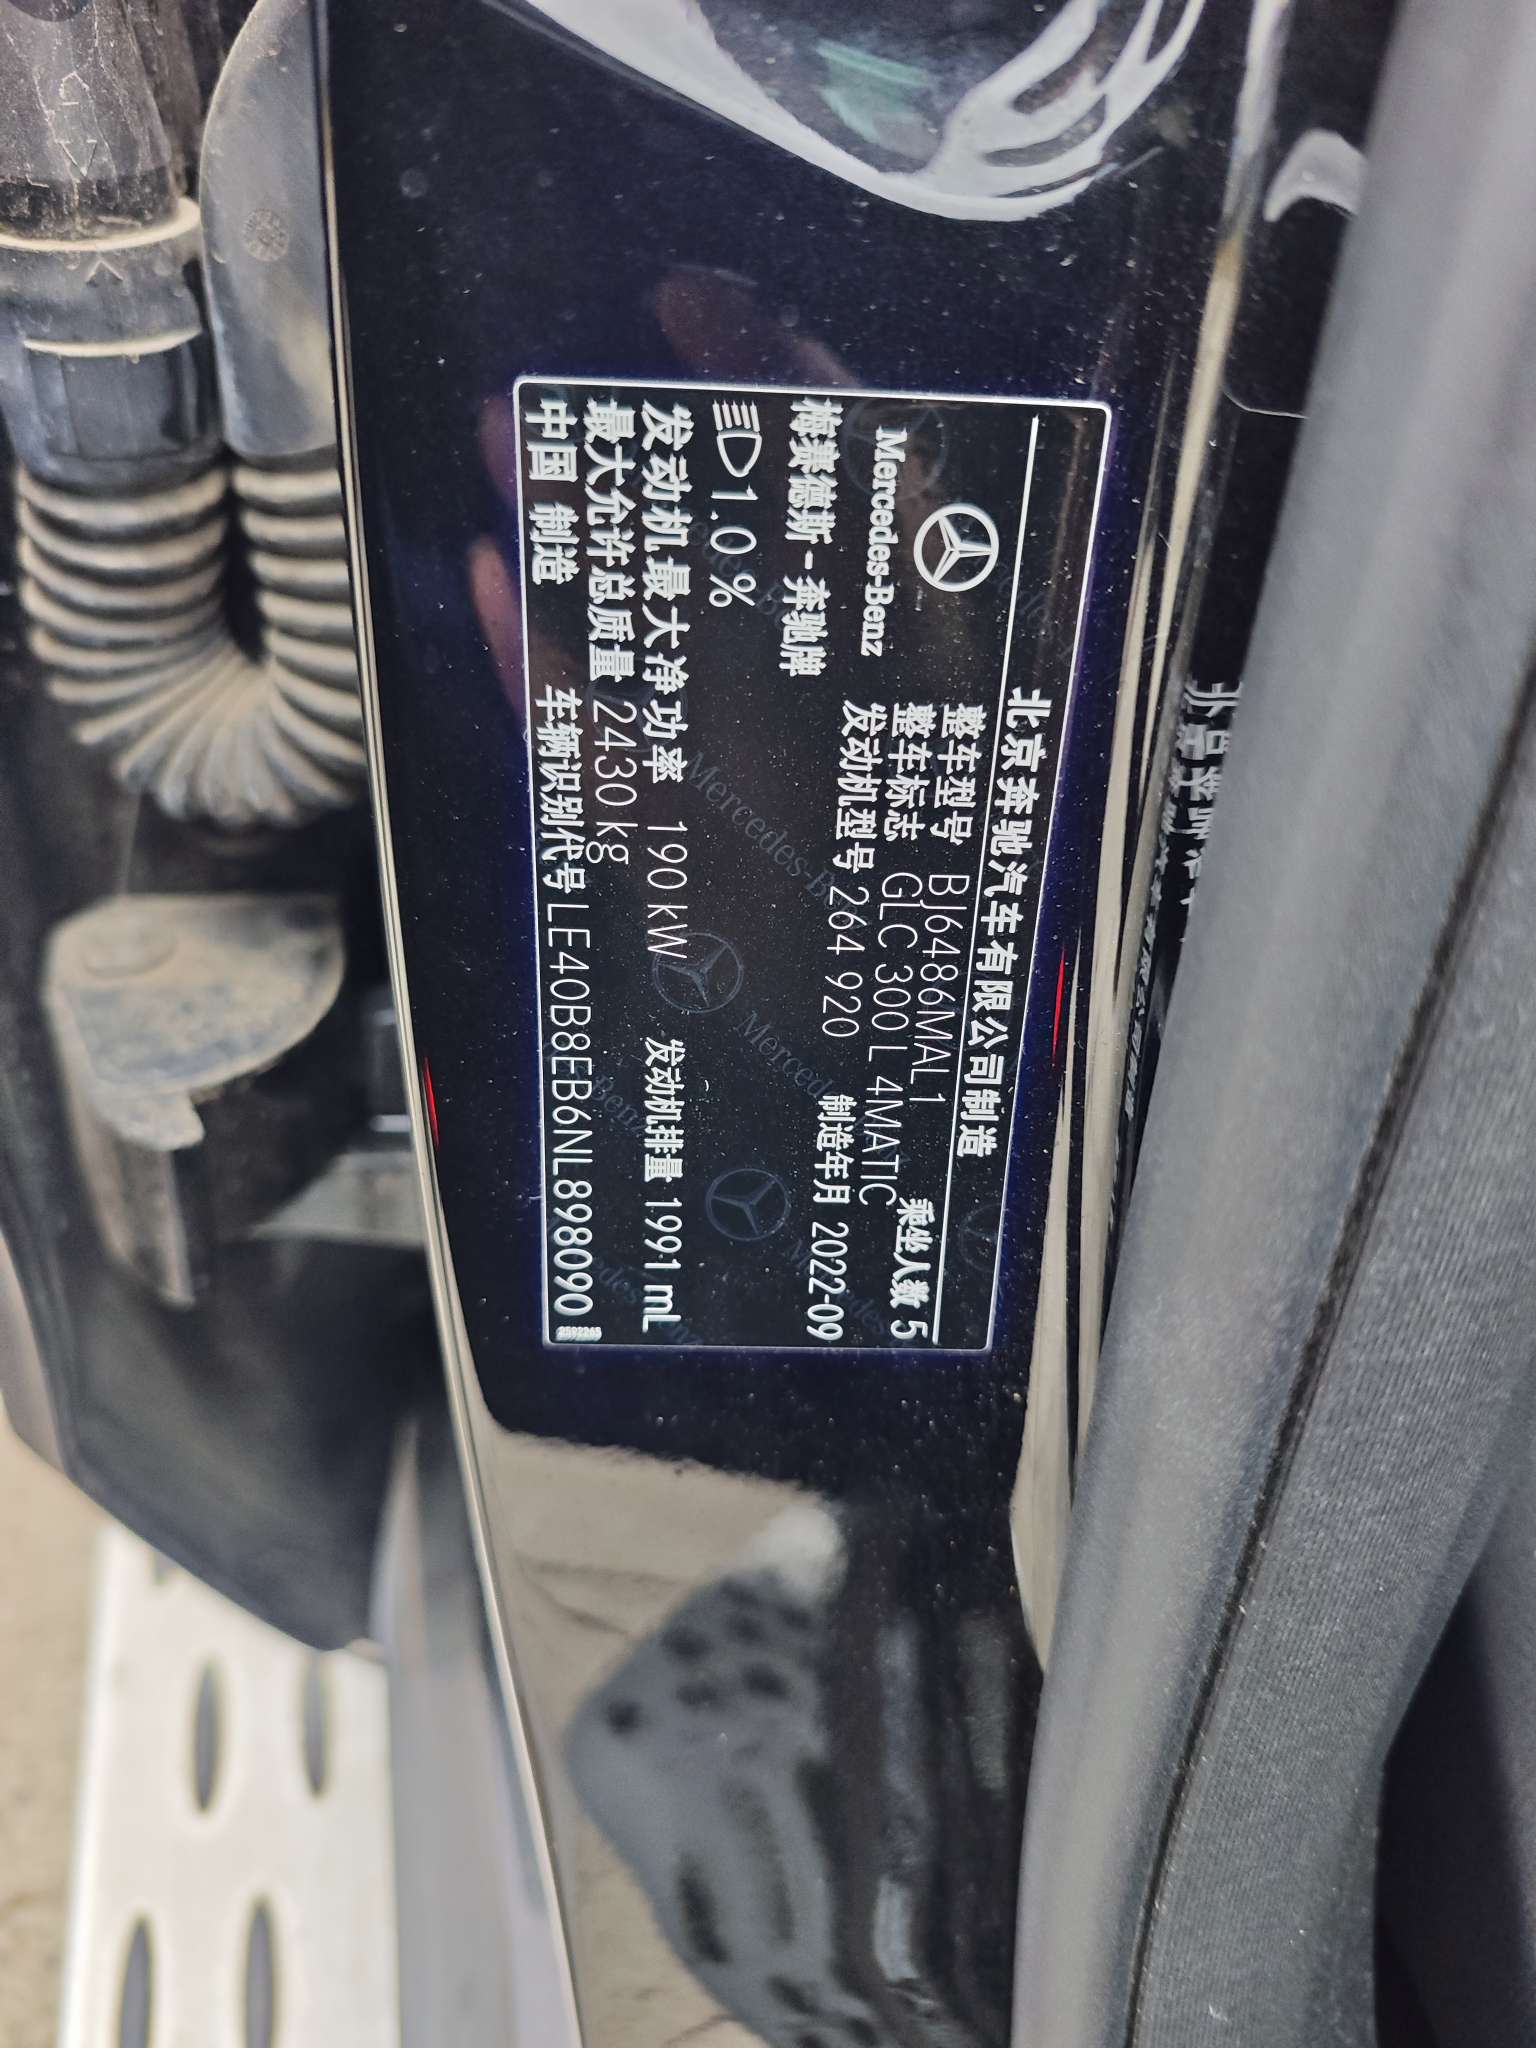 北京奔驰汽车有限公司制造
Mercedes-Benz
整车型号 BJ6486MAL1
整车标志 GLC 300 L 4MATIC 乘坐人数 5
发动机型号 264 920 制造年月 2022-09
梅赛德斯-奔驰牌
1.0%
发动机最大净功率 190 kW 发动机排量 1991 mL
最大允许总质量 2430 kg
中国 制造 车辆识别代号 LE40B8EB6NL898090
2592265